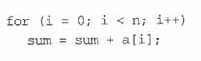 for (i = 0; i < n; i++)
sum = sum + a[i];